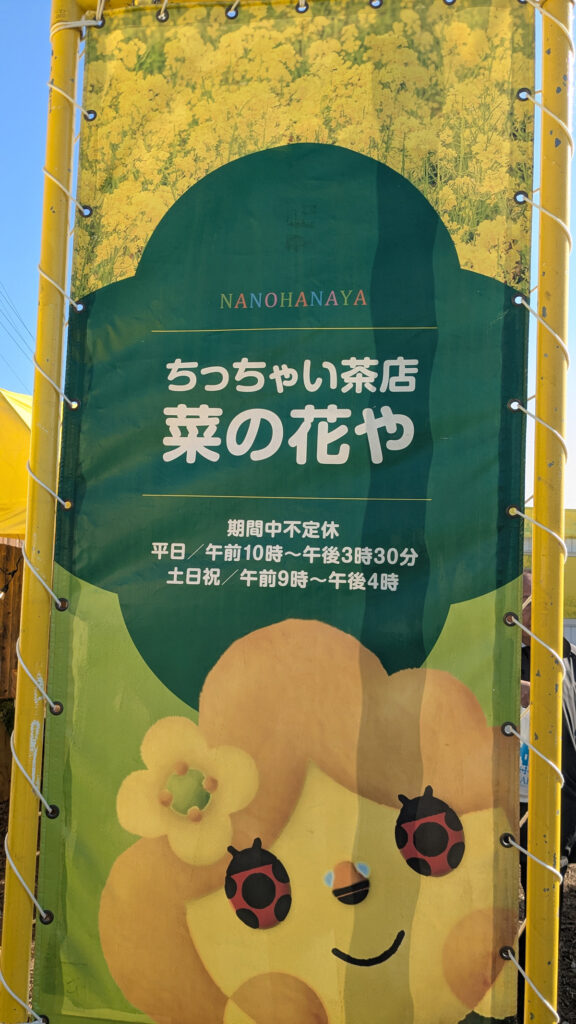 NANOHANAYA
ちっちゃい茶店
菜の花や
期間中不定休
平日／午前10時～午後3時30分
土日祝／午前9時～午後4時